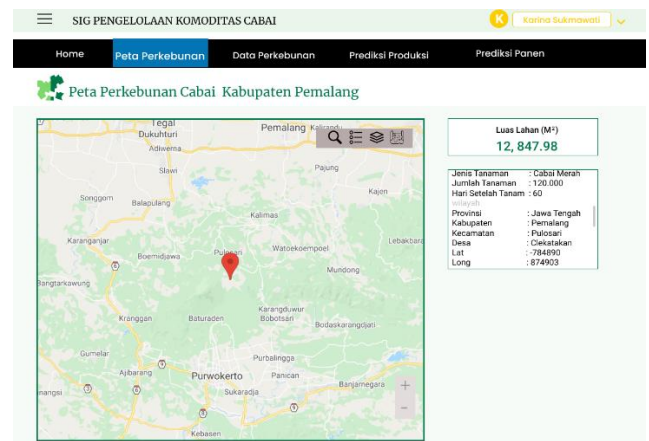 SIG PENGELOLAAN KOMODITAS CABAI
K Karina Sukmawati
Home Peta Perkebunan Data Perkebunan Prediksi Produksi Prediksi Panen
Peta Perkebunan Cabai Kabupaten Pemalang
Tegal
Dukuhturi
Pemalang
Adiwerna
Slawi
Pajung
Kajen
Songgom
Balapulang
Kalimas
Karanganjar
Lebakbarg
Boemidjawa
Pulosari
Watoekoempoel
Mundong
Bangtarkawung
Kranggan
Baturaden
Karangduwur
Bobotsari
Bodaskarangdjati
Gumelar
Purbalingga
Ajibarang
Purwokerto
Panican
Banjarnegara
Sukaradja
nangsi
Kebasen
+
-
Luas Lahan (M²)
12, 847.98
Jenis Tanaman : Cabai Merah
Jumlah Tanaman : 120.000
Hari Setelah Tanam : 60
wilayah
Provinsi : Jawa Tengah
Kabupaten : Pemalang
Kecamatan : Pulosari
Desa : Clekatakan
Lat : -784890
Long : 874903